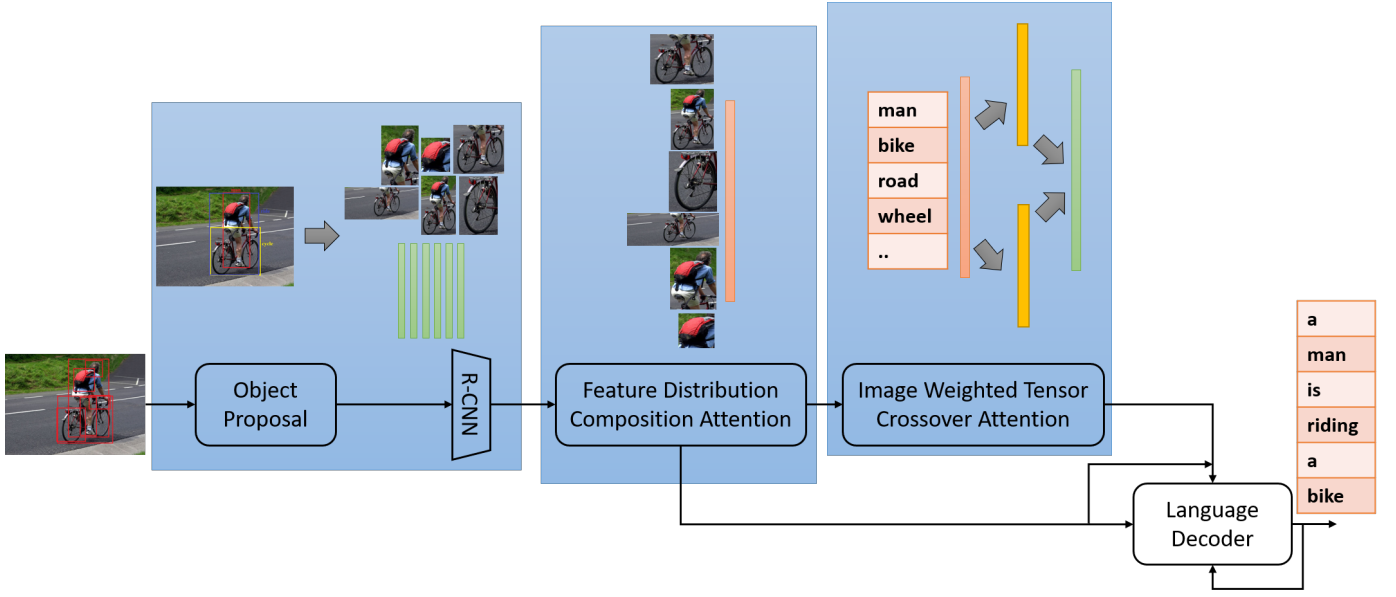 man
bike
road
wheel
..
Object
Proposal
R-CNN
Feature Distribution
Composition Attention
Image Weighted Tensor
Crossover Attention
a
man
is
riding
a
bike
Language
Decoder